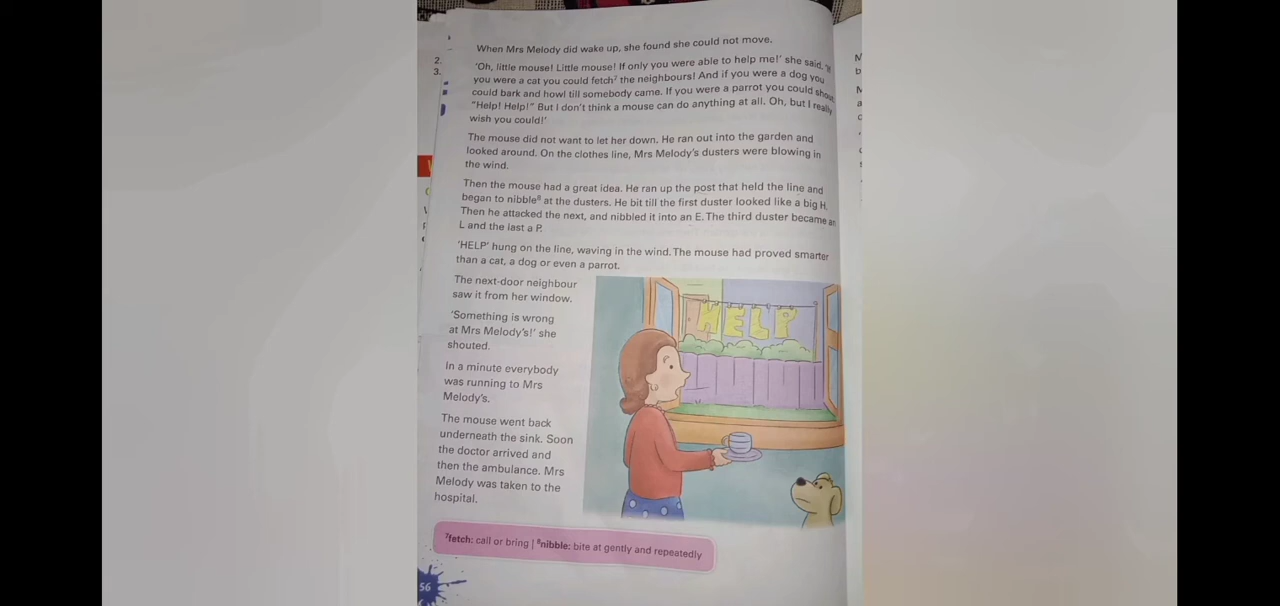 When Mrs Melody did wake up, she found she could not move.
2.
3.
'Oh, little mouse! Little mouse! If only you were able to help me!' she said. 'If
you were a cat you could fetch⁷ the neighbours! And if you were a dog you
could bark and howl till somebody came. If you were a parrot you could shout
"Help! Help!" But I don't think a mouse can do anything at all. Oh, but I really
wish you could!'
The mouse did not want to let her down. He ran out into the garden and
looked around. On the clothes line, Mrs Melody's dusters were blowing in
the wind.
Then the mouse had a great idea. He ran up the post that held the line and
began to nibble⁸ at the dusters. He bit till the first duster looked like a big H.
Then he attacked the next, and nibbled it into an E. The third duster became an
L and the last a P.
'HELP' hung on the line, waving in the wind. The mouse had proved smarter
than a cat, a dog or even a parrot.
The next-door neighbour
saw it from her window.
'Something is wrong
at Mrs Melody's!' she
shouted.
In a minute everybody
was running to Mrs
Melody's.
The mouse went back
underneath the sink. Soon
the doctor arrived and
then the ambulance. Mrs
Melody was taken to the
hospital.
HELP
⁷fetch: call or bring | ⁸nibble: bite at gently and repeatedly
56